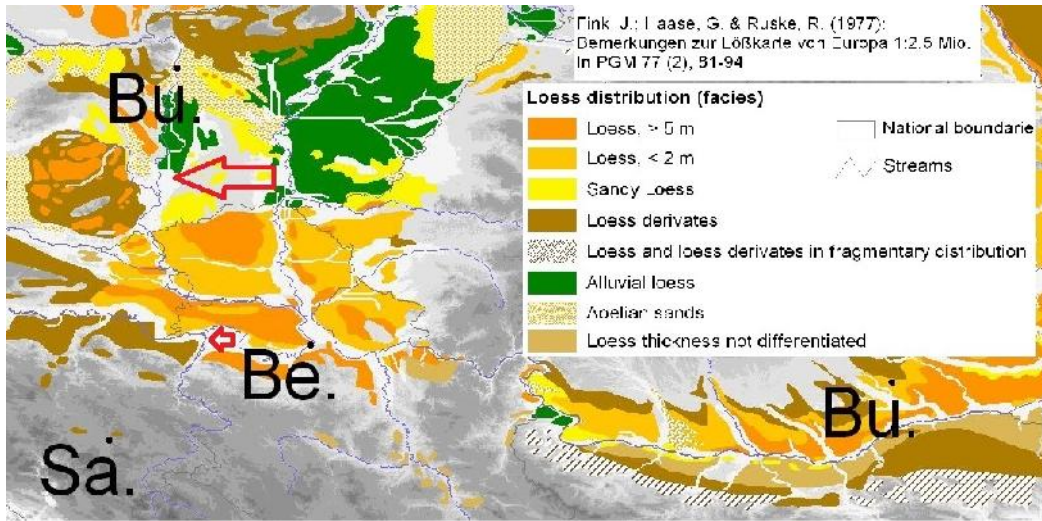 Fink, J.; Haase, G. & Ruske, R. (1977):
Bemerkungen zur Lößkarte von Europa 1:2.5 Mio.
In PGM 77 (2), 81-94
Loess distribution (facies)
Loess, > 5 m
Loess, < 2 m
Sandy Loess
Loess derivates
Loess and loess derivates in fragmentary distribution
Alluvial loess
Aoelian sands
Loess thickness not differentiated
National boundarie
Streams
Bu.
Be.
Sa.
Bu.